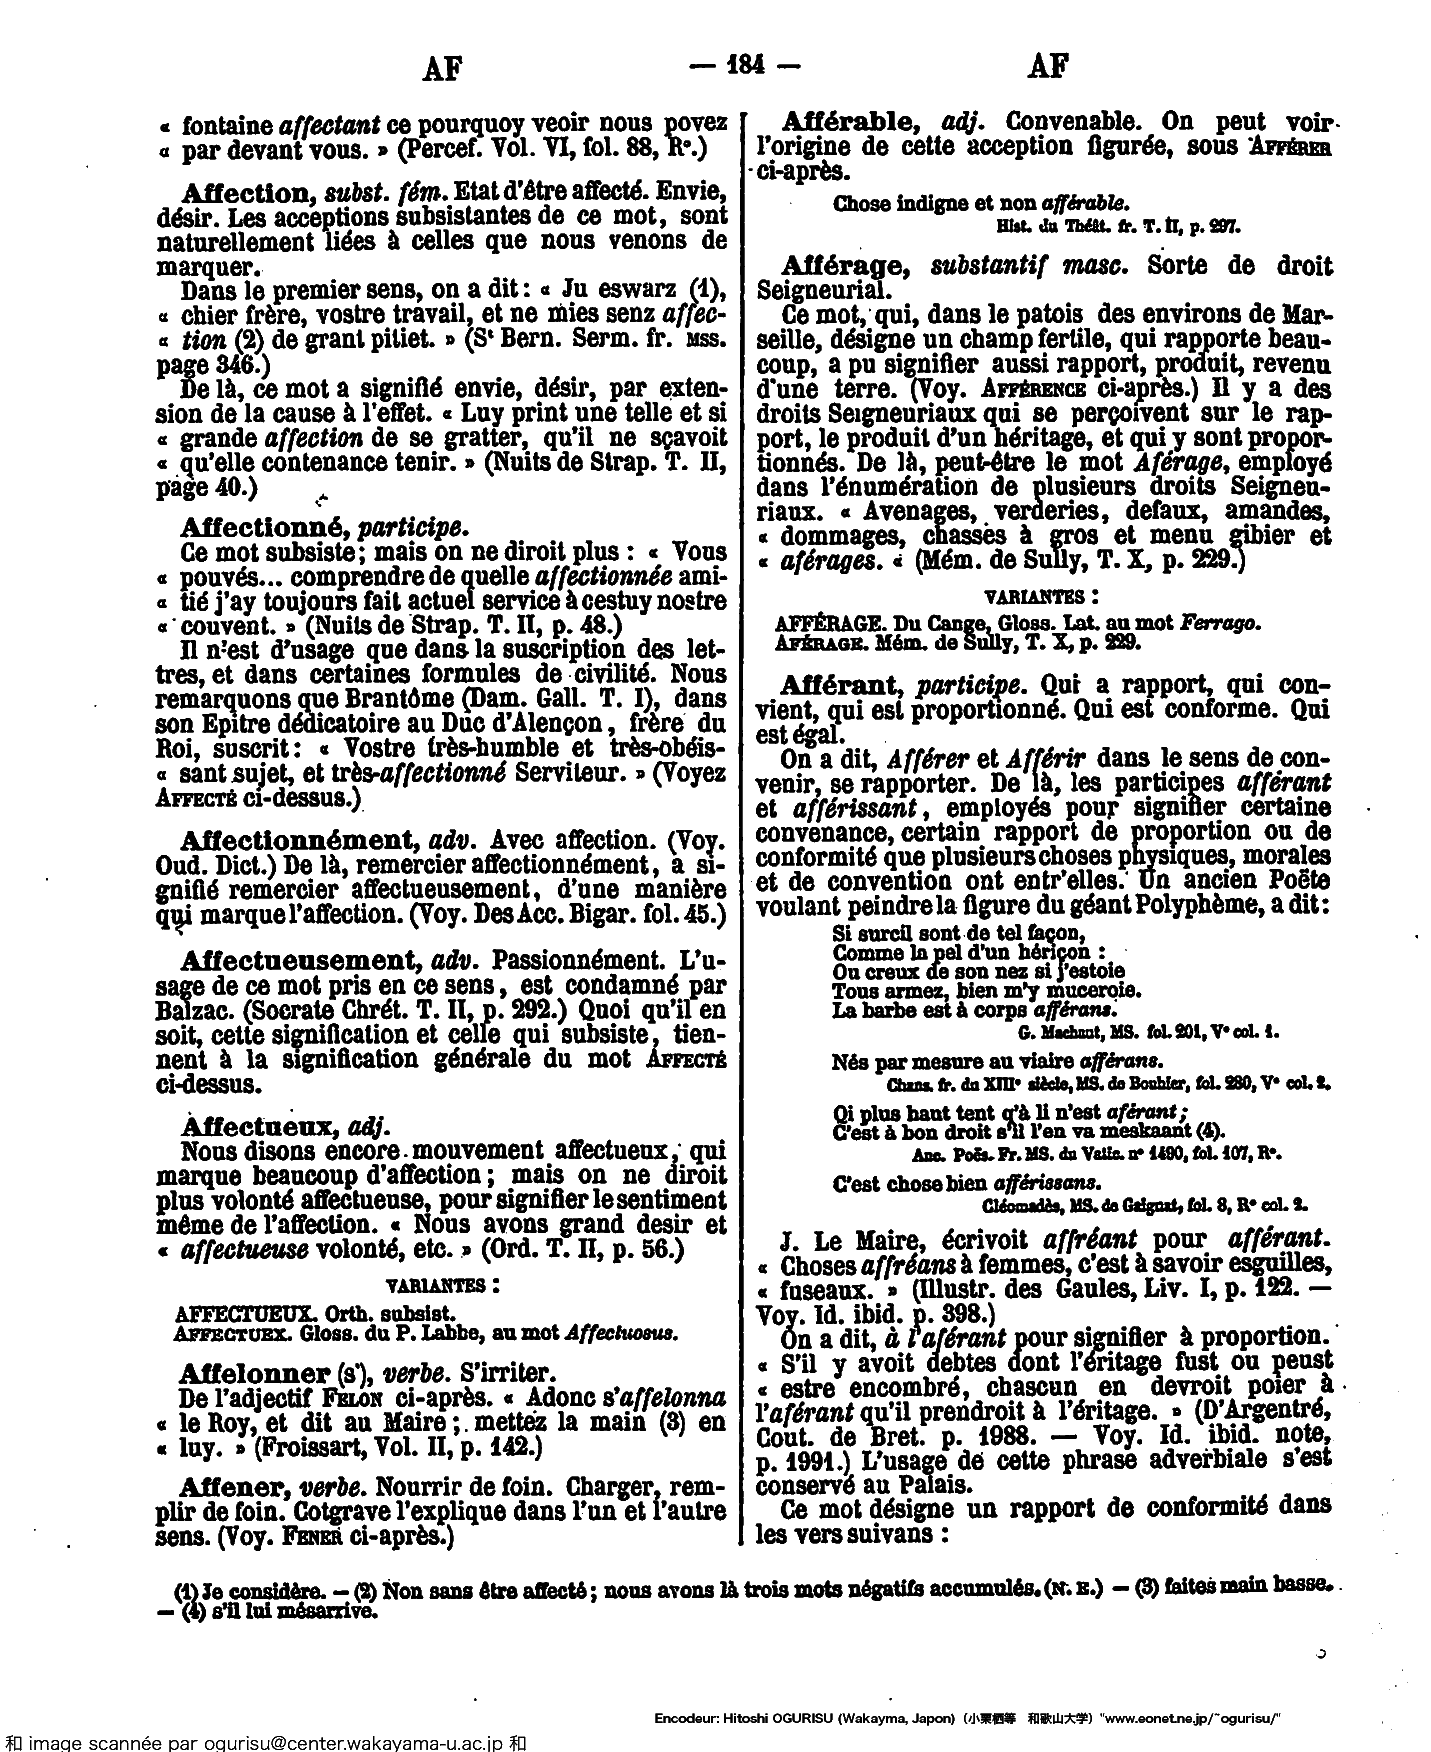 AF — 184 — AF
« fontaine affectant ce pourquoy veoir nous povez
« par devant vous. » (Percef. Vol. VI, fol. 88, R°.)
Affection, subst. fém. Etat d'être affecté. Envie,
désir. Les acceptions subsistantes de ce mot, sont
naturellement liées à celles que nous venons de
marquer.
Dans le premier sens, on a dit : « Ju eswarz (1),
« chier frère, vostre travail, et ne mies senz affec-
« tion (2) de grant pitiet. » (St Bern. Serm. fr. MSS.
page 346.)
De là, ce mot a signifié envie, désir, par exten-
sion de la cause à l'effet. « Luy print une telle et si
« grande affection de se gratter, qu'il ne sçavoit
« qu'elle contenance tenir. » (Nuits de Strap. T. II,
page 40.)
Affectionné, participe.
Ce mot subsiste ; mais on ne diroit plus : « Vous
« pouvés... comprendre de quelle affectionnée ami-
« tié j'ay toujours fait actuel service à cestuy nostre
« couvent. » (Nuits de Strap. T. II, p. 48.)
Il n'est d'usage que dans la suscription des let-
tres, et dans certaines formules de civilité. Nous
remarquons que Brantôme (Dam. Gall. T. I), dans
son Epitre dédicatoire au Duc d'Alençon, frère du
Roi, suscrit : « Vostre très-humble et très-obéis-
« sant sujet, et très-affectionné Serviteur. » (Voyez
AFFECTÉ ci-dessus.)
Affectionnément, adv. Avec affection. (Voy.
Oud. Dict.) De là, remercier affectionnément, a si-
gnifié remercier affectueusement, d'une manière
qui marque l'affection. (Voy. Des Acc. Bigar. fol. 45.)
Affectueusement, adv. Passionnément. L'u-
sage de ce mot pris en ce sens, est condamné par
Balzac. (Socrate Chrét. T. II, p. 292.) Quoi qu'il en
soit, cette signification et celle qui subsiste, tien-
nent à la signification générale du mot AFFECTÉ
ci-dessus.
Affectueux, adj.
Nous disons encore mouvement affectueux, qui
marque beaucoup d'affection ; mais on ne diroit
plus volonté affectueuse, pour signifier le sentiment
même de l'affection. « Nous avons grand desir et
« affectueuse volonté, etc. » (Ord. T. II, p. 56.)
VARIANTES :
AFFECTUEUX. Orth. subsist.
AFFECTUEX. Gloss. du P. Labbe, au mot Affectuosus.
Affelonner (s'), verbe. S'irriter.
De l'adjectif FELON ci-après. « Adonc s'affelonna
« le Roy, et dit au Maire ; mettez la main (3) en
« luy. » (Froissart, Vol. II, p. 142.)
Affener, verbe. Nourrir de foin. Charger, rem-
plir de foin. Cotgrave l'explique dans l'un et l'autre
sens. (Voy. FENER ci-après.)
Afférable, adj. Convenable. On peut voir
l'origine de cette acception figurée, sous AFFÉRER
ci-après.
Chose indigne et non afférable.
Hist. du Théât. fr. T. II, p. 297.
Afférage, substantif masc. Sorte de droit
Seigneurial.
Ce mot, qui, dans le patois des environs de Mar-
seille, désigne un champ fertile, qui rapporte beau-
coup, a pu signifier aussi rapport, produit, revenu
d'une terre. (Voy. AFFÉRENCE ci-après.) Il y a des
droits Seigneuriaux qui se perçoivent sur le rap-
port, le produit d'un héritage, et qui y sont propor-
tionnés. De là, peut-être le mot Aférage, employé
dans l'énumération de plusieurs droits Seigneu-
riaux. « Avenages, verderies, defaux, amandes,
« dommages, chasses à gros et menu gibier et
« aférages. « (Mém. de Sully, T. X, p. 229.)
VARIANTES :
AFFÉRAGE. Du Cange, Gloss. Lat. au mot Ferrago.
AFÉRAGE. Mém. de Sully, T. X, p. 229.
Afférant, participe. Qui a rapport, qui con-
vient, qui est proportionné. Qui est conforme. Qui
est égal.
On a dit, Afférer et Afférir dans le sens de con-
venir, se rapporter. De là, les participes afférant
et afférissant, employés pour signifier certaine
convenance, certain rapport de proportion ou de
conformité que plusieurs choses physiques, morales
et de convention ont entr'elles. Un ancien Poëte
voulant peindre la figure du géant Polyphème, a dit :
Si surcil sont de tel façon,
Comme la pel d'un hériçon :
Ou creux de son nez si j'estoie
Tous armez, bien m'y muceroie.
La barbe est à corps afférans.
G. Machaut, MS. fol. 201, V° col. 1.
Nés par mesure au viaire afférans.
Chans. fr. du XIIIe siècle, MS. de Bouhier, fol. 280, V° col. 2.
Qi plus haut tent q'à li n'est aférant ;
C'est à bon droit s'il l'en va meskaant (4).
Anc. Poës. Fr. MS. du Vatic. n° 1490, fol. 107, R°.
C'est chose bien afférissans.
Cléomadès, MS. de Gaignat, fol. 8, R° col. 2.
J. Le Maire, écrivoit affréant pour afférant.
« Choses affréans à femmes, c'est à savoir esguilles,
« fuseaux. » (Illustr. des Gaules, Liv. I, p. 122. —
Voy. Id. ibid. p. 398.)
On a dit, à l'aférant pour signifier à proportion.
« S'il y avoit debtes dont l'éritage fust ou peust
« estre encombré, chascun en devroit poier à
l'aférant qu'il prendroit à l'éritage. » (D'Argentré,
Cout. de Bret. p. 1988. — Voy. Id. ibid. note,
p. 1991.) L'usage de cette phrase adverbiale s'est
conservé au Palais.
Ce mot désigne un rapport de conformité dans
les vers suivans :
(1) Je considère. — (2) Non sans être affecté ; nous avons là trois mots négatifs accumulés. (N. E.) — (3) faites main basse.
— (4) s'il lui mésarrive.
Encodeur: Hitoshi OGURISU (Wakayma, Japon) (小栗栖等 和歌山大学) "www.eonet.ne.jp/~ogurisu/"
和 image scannée par ogurisu@center.wakayama-u.ac.jp 和